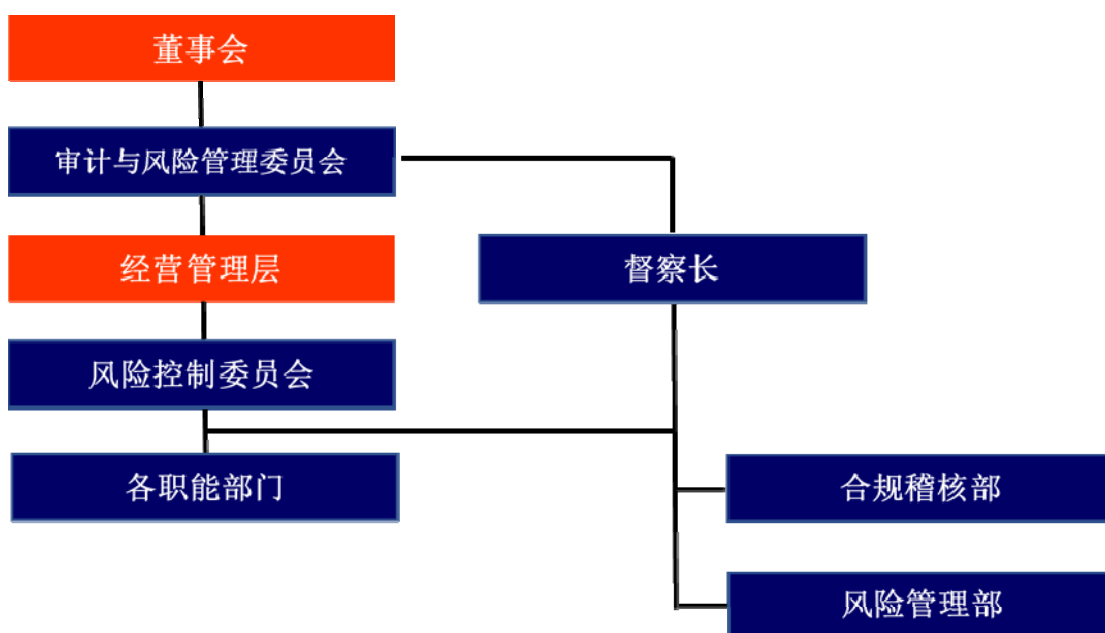 董事会
审计与风险管理委员会
经营管理层
督察长
风险控制委员会
各职能部门
合规稽核部
风险管理部